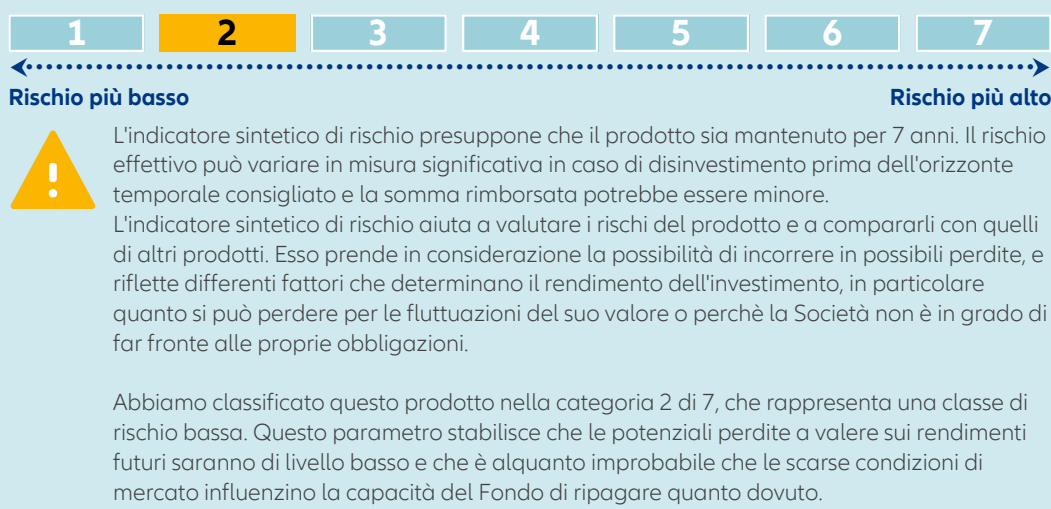 1 2 3 4 5 6 7
Rischio più basso Rischio più alto
L'indicatore sintetico di rischio presuppone che il prodotto sia mantenuto per 7 anni. Il rischio
effettivo può variare in misura significativa in caso di disinvestimento prima dell'orizzonte
temporale consigliato e la somma rimborsata potrebbe essere minore.
L'indicatore sintetico di rischio aiuta a valutare i rischi del prodotto e a compararli con quelli
di altri prodotti. Esso prende in considerazione la possibilità di incorrere in possibili perdite, e
riflette differenti fattori che determinano il rendimento dell'investimento, in particolare
quanto si può perdere per le fluttuazioni del suo valore o perchè la Società non è in grado di
far fronte alle proprie obbligazioni.
Abbiamo classificato questo prodotto nella categoria 2 di 7, che rappresenta una classe di
rischio bassa. Questo parametro stabilisce che le potenziali perdite a valere sui rendimenti
futuri saranno di livello basso e che è alquanto improbabile che le scarse condizioni di
mercato influenzino la capacità del Fondo di ripagare quanto dovuto.